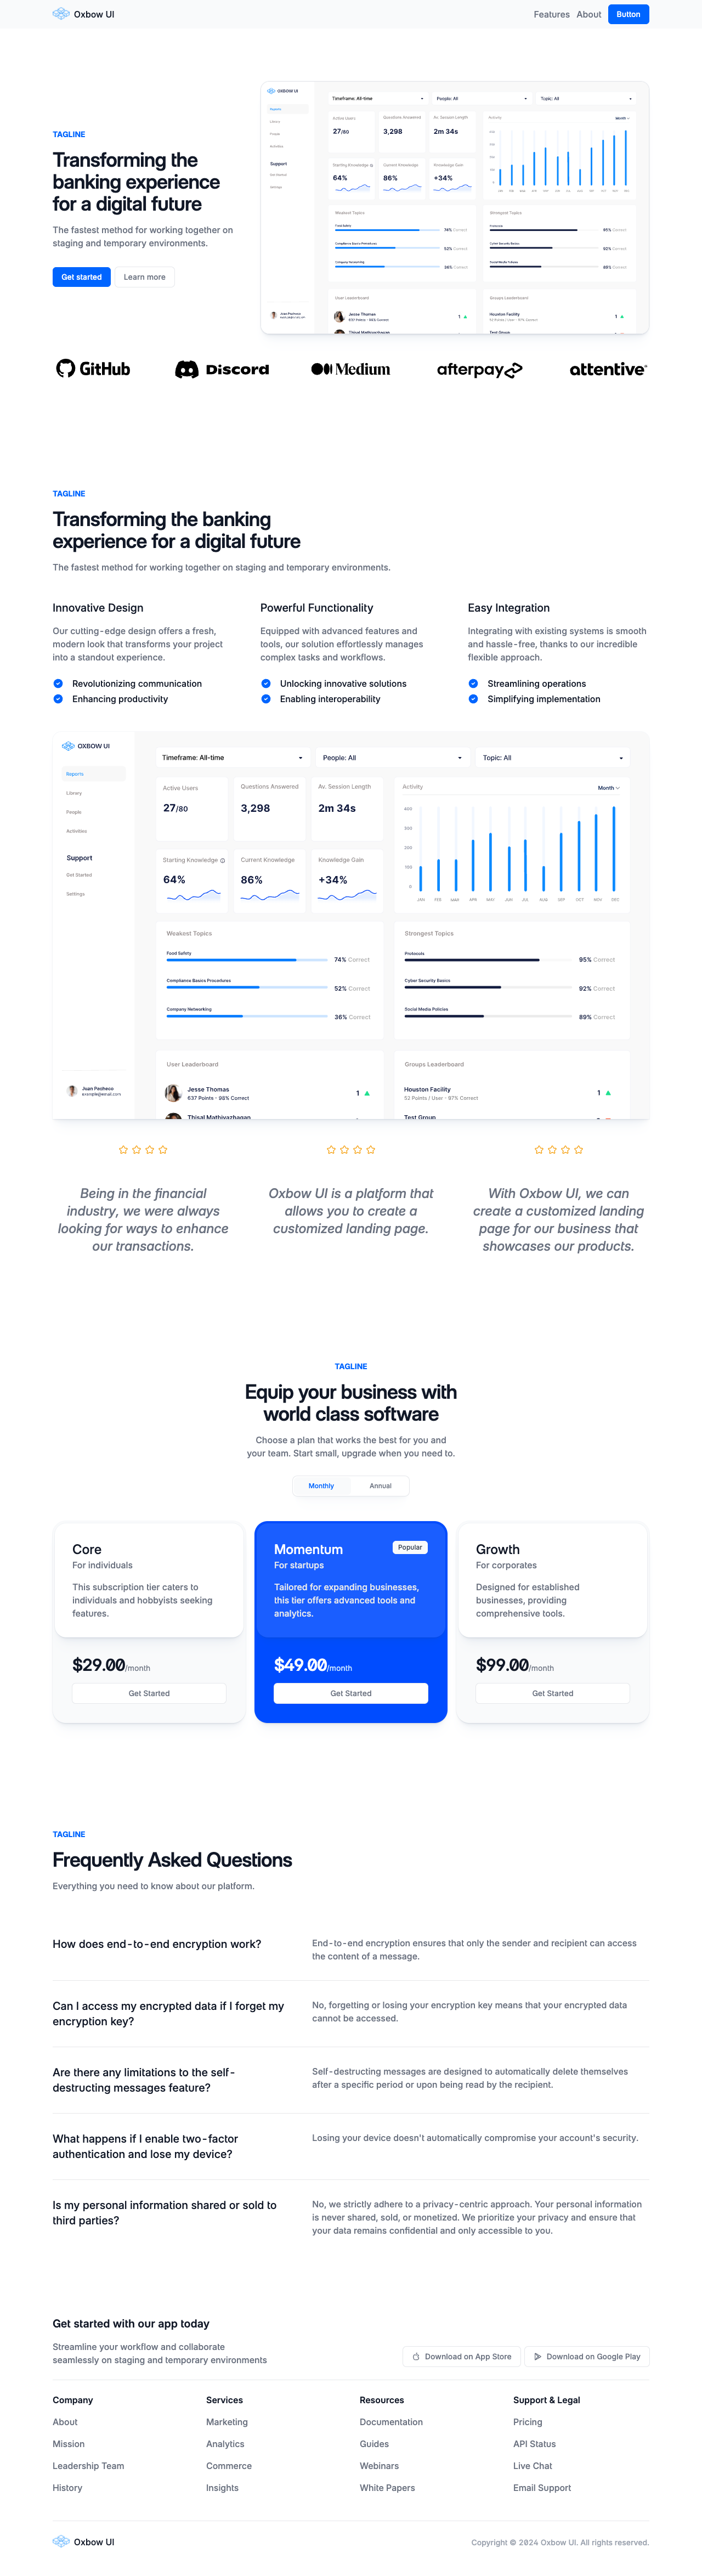 Oxbow UI
Features About Button
TAGLINE
Transforming the
banking experience
for a digital future
The fastest method for working together on
staging and temporary environments.
Get started Learn more
OXBOW UI
Reports
Library
People
Activities
Support
Get Started
Settings
Juan Pacheco
Timeframe: All-time
People: All
Topic: All
Active Users
27/80
Questions Answered
3,298
Av. Session Length
2m 34s
Starting Knowledge
64%
Current Knowledge
86%
Knowledge Gain
+34%
Activity
Month
400
300
200
100
0
JAN FEB MAR APR MAY JUN JUL AUG SEP OCT NOV DEC
Weakest Topics
Food Safety
74% Correct
Compliance Basics Procedures
52% Correct
Company Networking
36% Correct
Strongest Topics
Protocols
95% Correct
Cyber Security Basics
92% Correct
Social Media Policies
89% Correct
User Leaderboard
Jesse Thomas
637 Points - 98% Correct
1
Thisal Mathiyazhagan
Groups Leaderboard
Houston Facility
52 Points / User - 97% Correct
1
Test Group
GitHub
Discord
Medium
afterpay
attentive
TAGLINE
Transforming the banking
experience for a digital future
The fastest method for working together on staging and temporary environments.
Innovative Design
Our cutting-edge design offers a fresh,
modern look that transforms your project
into a standout experience.
Revolutionizing communication
Enhancing productivity
Powerful Functionality
Equipped with advanced features and
tools, our solution effortlessly manages
complex tasks and workflows.
Unlocking innovative solutions
Enabling interoperability
Easy Integration
Integrating with existing systems is smooth
and hassle-free, thanks to our incredible
flexible approach.
Streamlining operations
Simplifying implementation
OXBOW UI
Reports
Library
People
Activities
Support
Get Started
Settings
Juan Pacheco
Timeframe: All-time
People: All
Topic: All
Active Users
27/80
Questions Answered
3,298
Av. Session Length
2m 34s
Starting Knowledge
64%
Current Knowledge
86%
Knowledge Gain
+34%
Activity
Month
400
300
200
100
0
JAN FEB MAR APR MAY JUN JUL AUG SEP OCT NOV DEC
Weakest Topics
Food Safety
74% Correct
Compliance Basics Procedures
52% Correct
Company Networking
36% Correct
Strongest Topics
Protocols
95% Correct
Cyber Security Basics
92% Correct
Social Media Policies
89% Correct
User Leaderboard
Jesse Thomas
637 Points - 98% Correct
1
Thisal Mathiyazhagan
Groups Leaderboard
Houston Facility
52 Points / User - 97% Correct
1
Test Group
Being in the financial
industry, we were always
looking for ways to enhance
our transactions.
Oxbow UI is a platform that
allows you to create a
customized landing page.
With Oxbow UI, we can
create a customized landing
page for our business that
showcases our products.
TAGLINE
Equip your business with
world class software
Choose a plan that works the best for you and
your team. Start small, upgrade when you need to.
Monthly Annual
Core
For individuals
This subscription tier caters to
individuals and hobbyists seeking
features.
$29.00/month
Get Started
Momentum
Popular
For startups
Tailored for expanding businesses,
this tier offers advanced tools and
analytics.
$49.00/month
Get Started
Growth
For corporates
Designed for established
businesses, providing
comprehensive tools.
$99.00/month
Get Started
TAGLINE
Frequently Asked Questions
Everything you need to know about our platform.
How does end-to-end encryption work?
End-to-end encryption ensures that only the sender and recipient can access
the content of a message.
Can I access my encrypted data if I forget my
encryption key?
No, forgetting or losing your encryption key means that your encrypted data
cannot be accessed.
Are there any limitations to the self-
destructing messages feature?
Self-destructing messages are designed to automatically delete themselves
after a specific period or upon being read by the recipient.
What happens if I enable two-factor
authentication and lose my device?
Losing your device doesn't automatically compromise your account's security.
Is my personal information shared or sold to
third parties?
No, we strictly adhere to a privacy-centric approach. Your personal information
is never shared, sold, or monetized. We prioritize your privacy and ensure that
your data remains confidential and only accessible to you.
Get started with our app today
Streamline your workflow and collaborate
seamlessly on staging and temporary environments
Download on App Store
Download on Google Play
Company
About
Mission
Leadership Team
History
Services
Marketing
Analytics
Commerce
Insights
Resources
Documentation
Guides
Webinars
White Papers
Support & Legal
Pricing
API Status
Live Chat
Email Support
Oxbow UI
Copyright © 2024 Oxbow UI. All rights reserved.